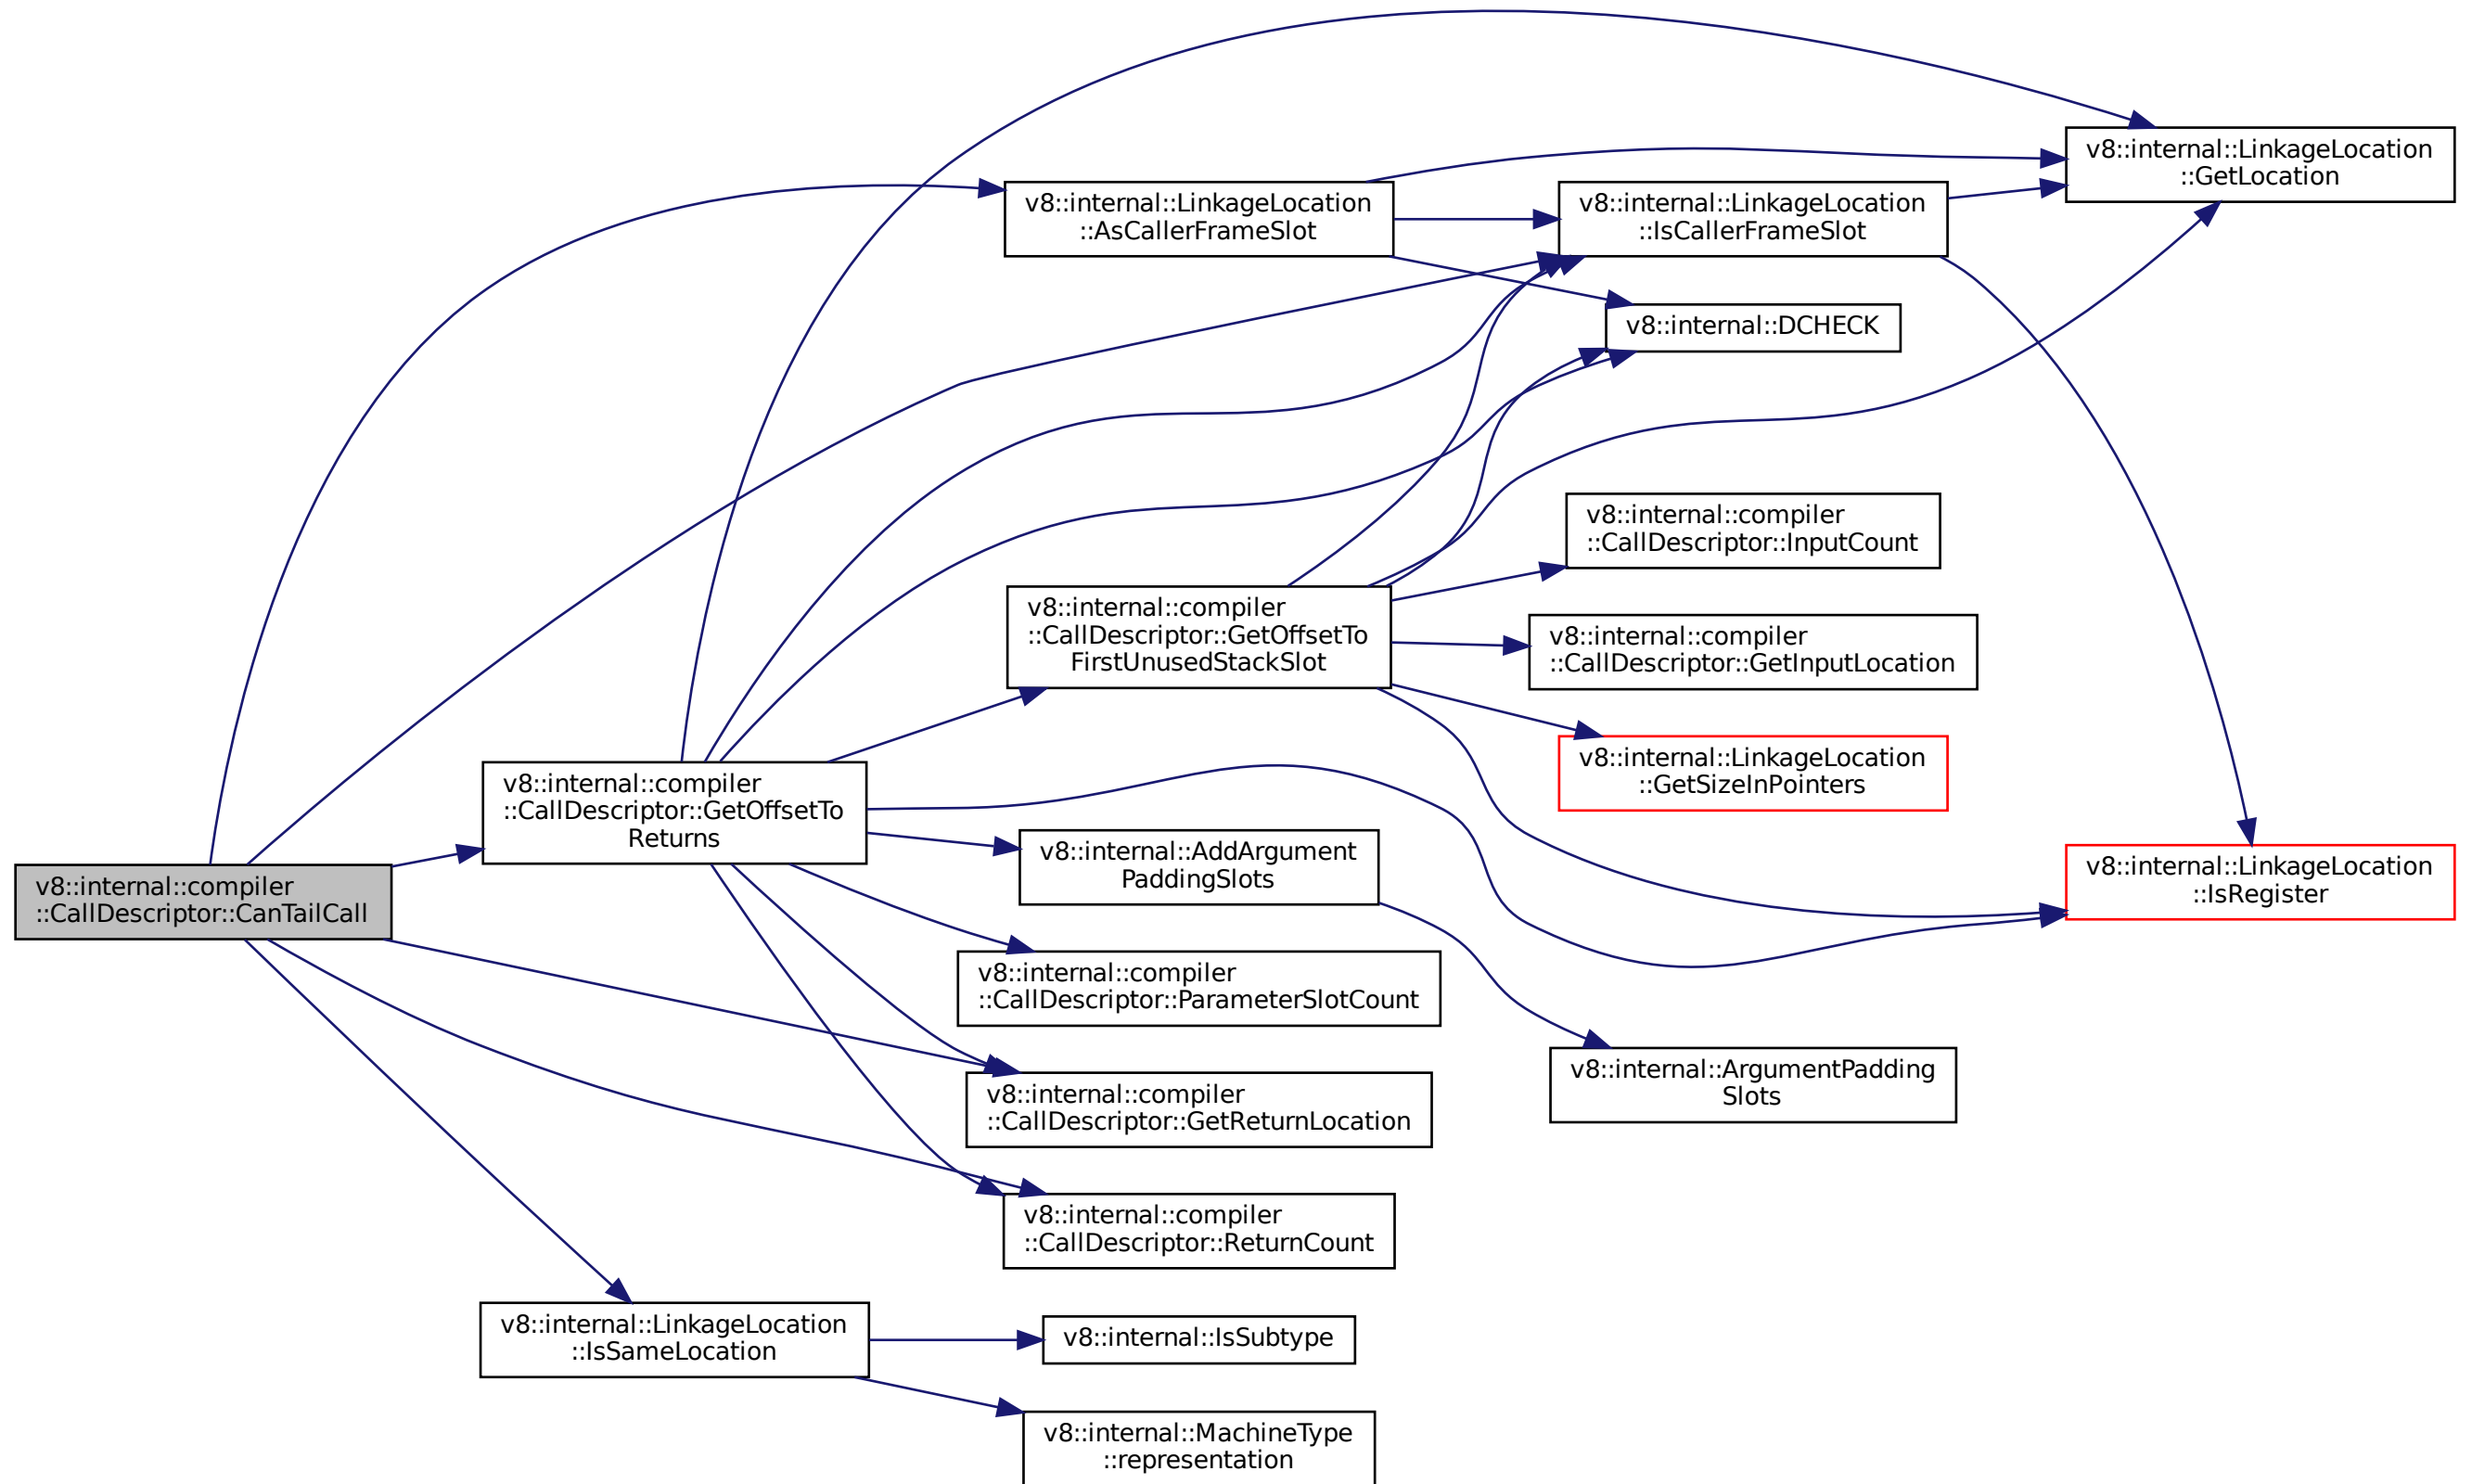 v8::internal::LinkageLocation
::GetLocation
v8::internal::LinkageLocation
::AsCallerFrameSlot
v8::internal::LinkageLocation
::IsCallerFrameSlot
v8::internal::DCHECK
v8::internal::compiler
::CallDescriptor::InputCount
v8::internal::compiler
::CallDescriptor::GetOffsetTo
FirstUnusedStackSlot
v8::internal::compiler
::CallDescriptor::GetInputLocation
v8::internal::LinkageLocation
::GetSizeInPointers
v8::internal::compiler
::CallDescriptor::GetOffsetTo
Returns
v8::internal::AddArgument
PaddingSlots
v8::internal::LinkageLocation
::IsRegister
v8::internal::compiler
::CallDescriptor::CanTailCall
v8::internal::compiler
::CallDescriptor::ParameterSlotCount
v8::internal::ArgumentPadding
Slots
v8::internal::compiler
::CallDescriptor::GetReturnLocation
v8::internal::compiler
::CallDescriptor::ReturnCount
v8::internal::LinkageLocation
::IsSameLocation
v8::internal::IsSubtype
v8::internal::MachineType
::representation